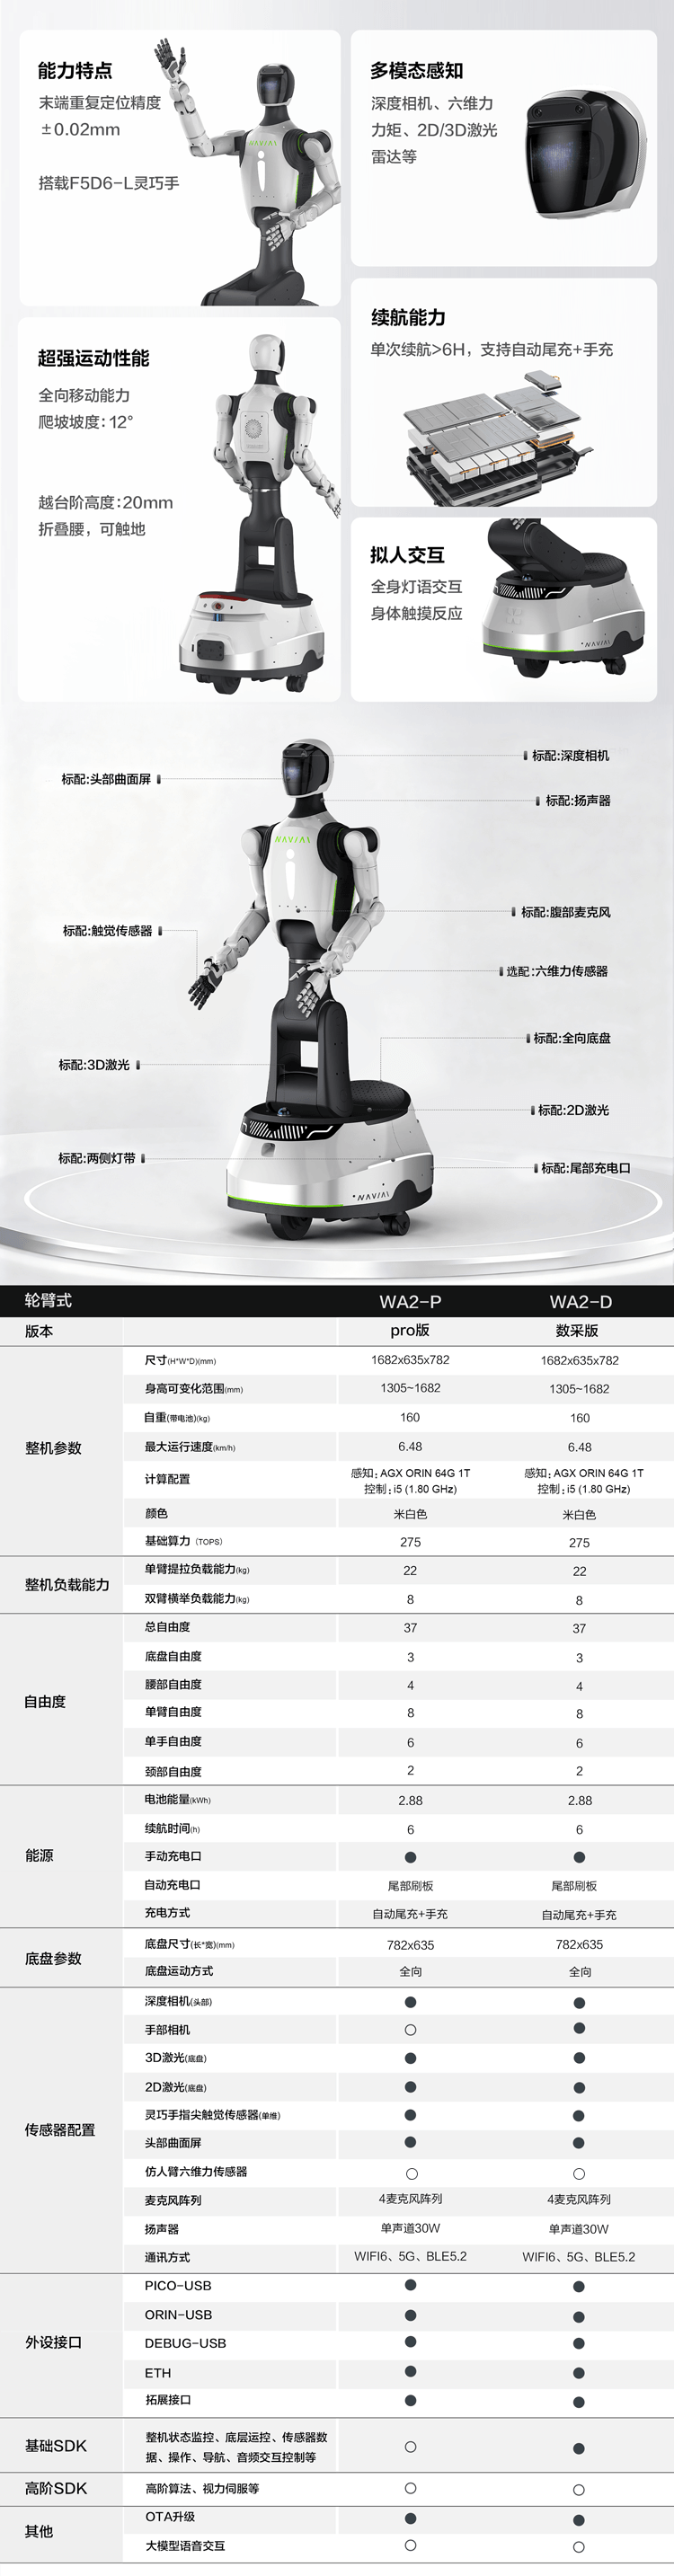 能力特点
末端重复定位精度
±0.02mm
搭载F5D6-L灵巧手
NAVIAI
多模态感知
深度相机、六维力
力矩、2D/3D激光
雷达等
超强运动性能
全向移动能力
爬坡坡度：12°
越台阶高度：20mm
折叠腰，可触地
续航能力
单次续航>6H，支持自动尾充+手充
拟人交互
全身灯语交互
身体触摸反应
NAVIAI
标配:深度相机
标配:头部曲面屏
标配:扬声器
NAVIAI
标配:腹部麦克风
标配:触觉传感器
选配:六维力传感器
标配:全向底盘
标配:3D激光
标配:2D激光
标配:两侧灯带
标配:尾部充电口
NAVIAI
轮臂式 WA2-P WA2-D
版本 pro版 数采版
整机参数
尺寸(H*W*D)(mm) 1682x635x782 1682x635x782
身高可变化范围(mm) 1305~1682 1305~1682
自重(带电池)(kg) 160 160
最大运行速度(km/h) 6.48 6.48
计算配置 感知：AGX ORIN 64G 1T 感知：AGX ORIN 64G 1T
控制：i5 (1.80 GHz) 控制：i5 (1.80 GHz)
颜色 米白色 米白色
基础算力（TOPS） 275 275
整机负载能力
单臂提拉负载能力(kg) 22 22
双臂横举负载能力(kg) 8 8
自由度
总自由度 37 37
底盘自由度 3 3
腰部自由度 4 4
单臂自由度 8 8
单手自由度 6 6
颈部自由度 2 2
能源
电池能量(kWh) 2.88 2.88
续航时间(h) 6 6
手动充电口 ● ●
自动充电口 尾部刷板 尾部刷板
充电方式 自动尾充+手充 自动尾充+手充
底盘参数
底盘尺寸(长*宽)(mm) 782x635 782x635
底盘运动方式 全向 全向
传感器配置
深度相机(头部) ● ●
手部相机 ○ ●
3D激光(底盘) ● ●
2D激光(底盘) ● ●
灵巧手指尖触觉传感器(单维) ● ●
头部曲面屏 ● ●
仿人臂六维力传感器 ○ ○
麦克风阵列 4麦克风阵列 4麦克风阵列
扬声器 单声道30W 单声道30W
通讯方式 WIFI6、5G、BLE5.2 WIFI6、5G、BLE5.2
外设接口
PICO-USB ● ●
ORIN-USB ● ●
DEBUG-USB ● ●
ETH ● ●
拓展接口 ● ●
基础SDK
整机状态监控、底层运控、传感器数 ○ ●
据、操作、导航、音频交互控制等
高阶SDK 高阶算法、视力伺服等 ○ ○
其他
OTA升级 ● ●
大模型语音交互 ○ ○